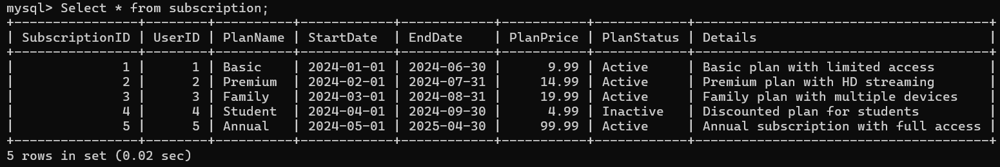 mysql> Select * from subscription;
+----------------+--------+----------+------------+------------+-----------+------------+--------------------------------------+
| SubscriptionID | UserID | PlanName | StartDate  | EndDate    | PlanPrice | PlanStatus | Details                              |
+----------------+--------+----------+------------+------------+-----------+------------+--------------------------------------+
|              1 |      1 | Basic    | 2024-01-01 | 2024-06-30 |      9.99 | Active     | Basic plan with limited access       |
|              2 |      2 | Premium  | 2024-02-01 | 2024-07-31 |     14.99 | Active     | Premium plan with HD streaming       |
|              3 |      3 | Family   | 2024-03-01 | 2024-08-31 |     19.99 | Active     | Family plan with multiple devices    |
|              4 |      4 | Student  | 2024-04-01 | 2024-09-30 |      4.99 | Inactive   | Discounted plan for students         |
|              5 |      5 | Annual   | 2024-05-01 | 2025-04-30 |     99.99 | Active     | Annual subscription with full access |
+----------------+--------+----------+------------+------------+-----------+------------+--------------------------------------+
5 rows in set (0.02 sec)